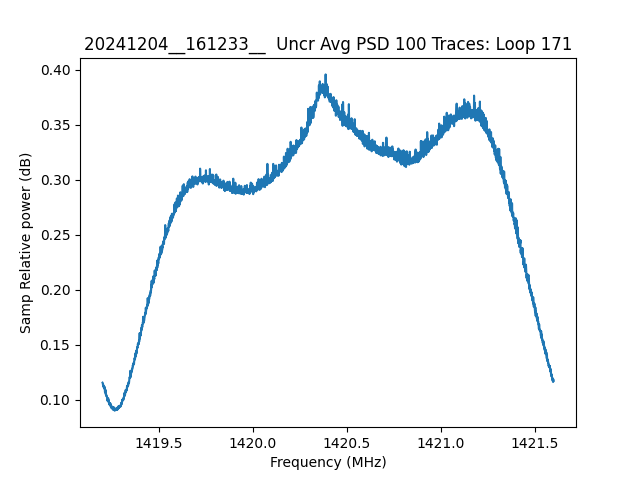 20241204__161233__  Uncr Avg PSD 100 Traces: Loop 171
0.40
0.35
0.30
0.25
0.20
0.15
0.10
Samp Relative power (dB)
1419.5 1420.0 1420.5 1421.0 1421.5
Frequency (MHz)